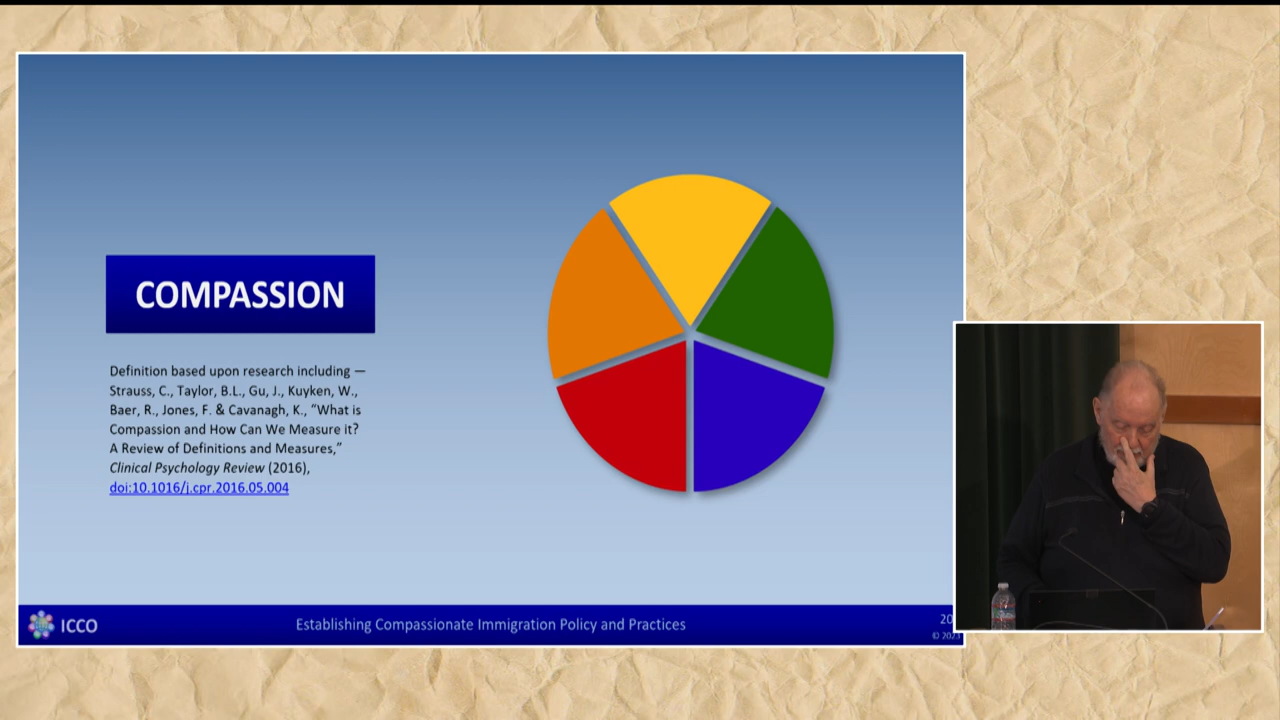 COMPASSION
Definition based upon research including —
Strauss, C., Taylor, B.L., Gu, J., Kuyken, W.,
Baer, R., Jones, F. & Cavanagh, K., “What is
Compassion and How Can We Measure it?
A Review of Definitions and Measures,”
Clinical Psychology Review (2016),
doi:10.1016/j.cpr.2016.05.004
ICCO
Establishing Compassionate Immigration Policy and Practices
20
© 2023